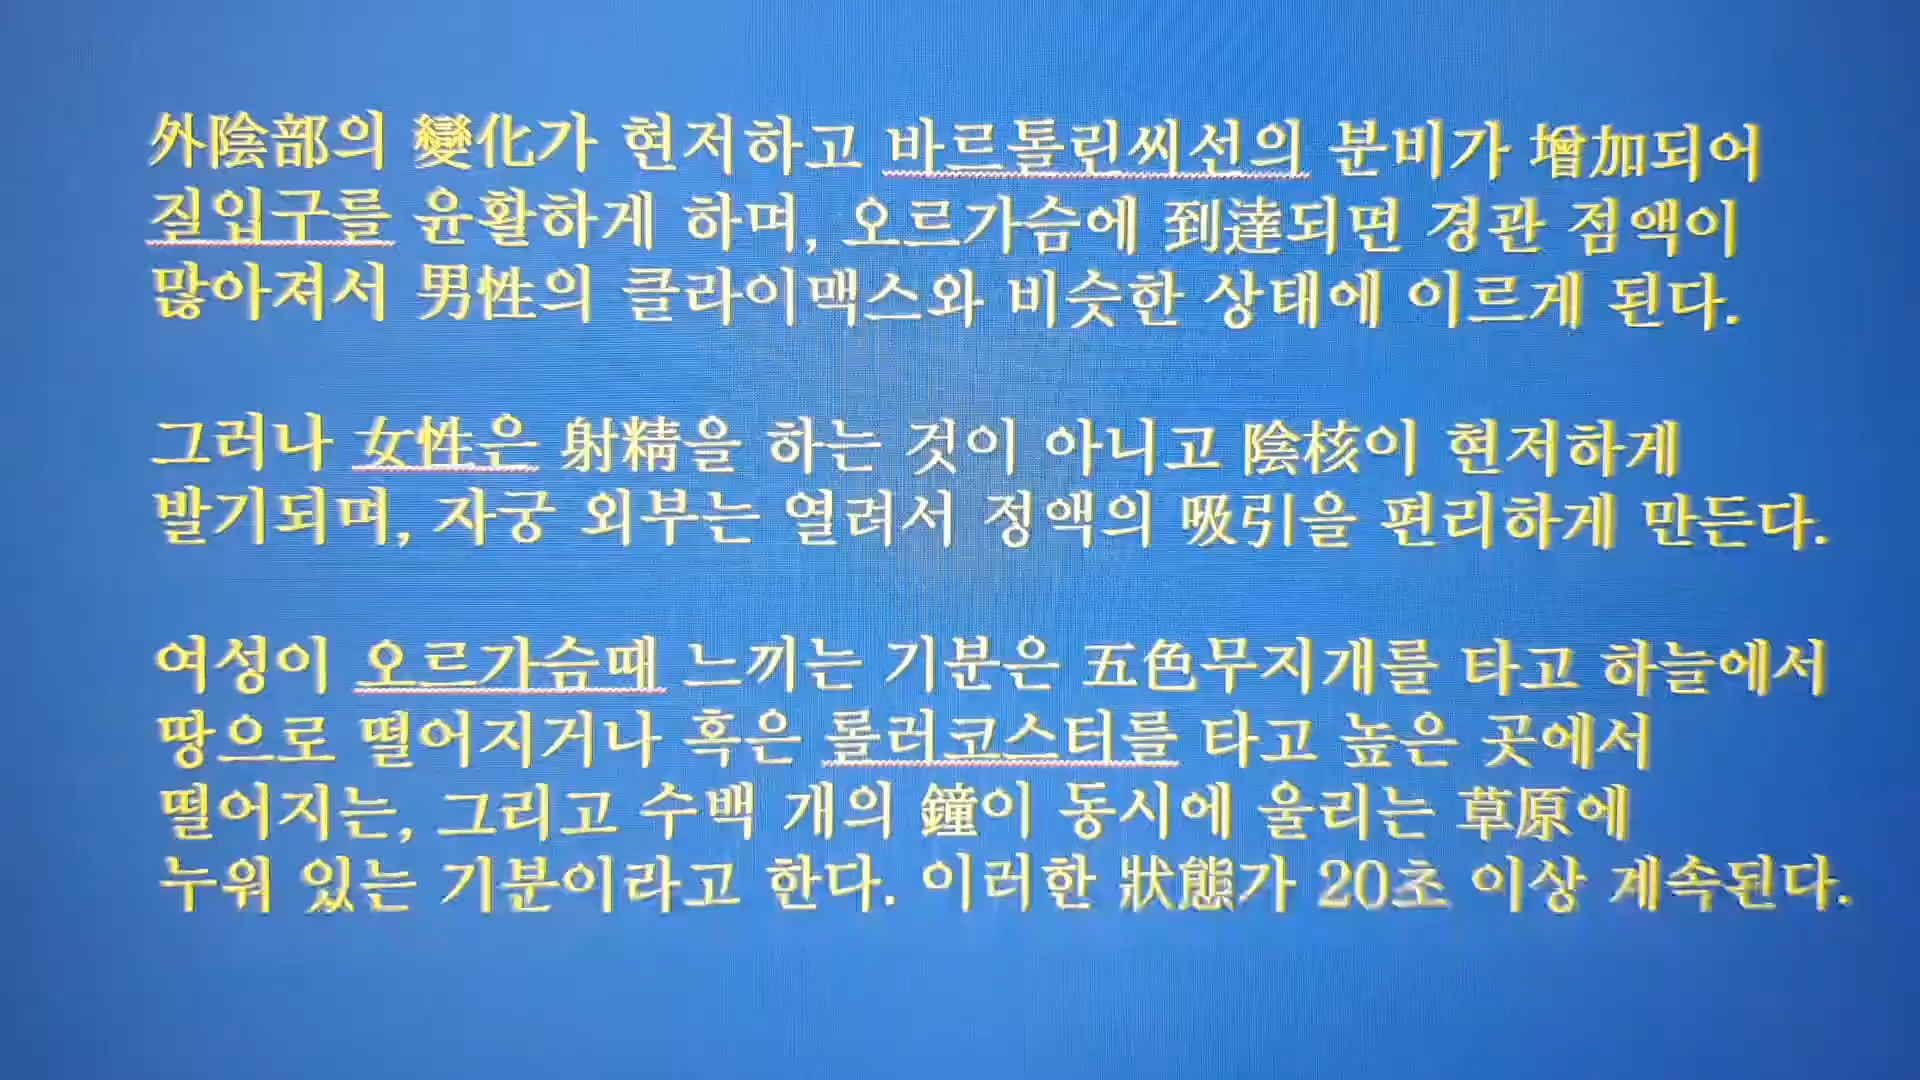 外陰部의 變化가 현저하고 바르톨린씨선의 분비가 增加되어
질입구를 윤활하게 하며, 오르가슴에 到達되면 경관 점액이
많아져서 男性의 클라이맥스와 비슷한 상태에 이르게 된다.
그러나 女性은 射精을 하는 것이 아니고 陰核이 현저하게
발기되며, 자궁 외부는 열려서 정액의 吸引을 편리하게 만든다.
여성이 오르가슴때 느끼는 기분은 五色무지개를 타고 하늘에서
땅으로 떨어지거나 혹은 롤러코스터를 타고 높은 곳에서
떨어지는, 그리고 수백 개의 鐘이 동시에 울리는 草原에
누워 있는 기분이라고 한다. 이러한 狀態가 20초 이상 계속된다.